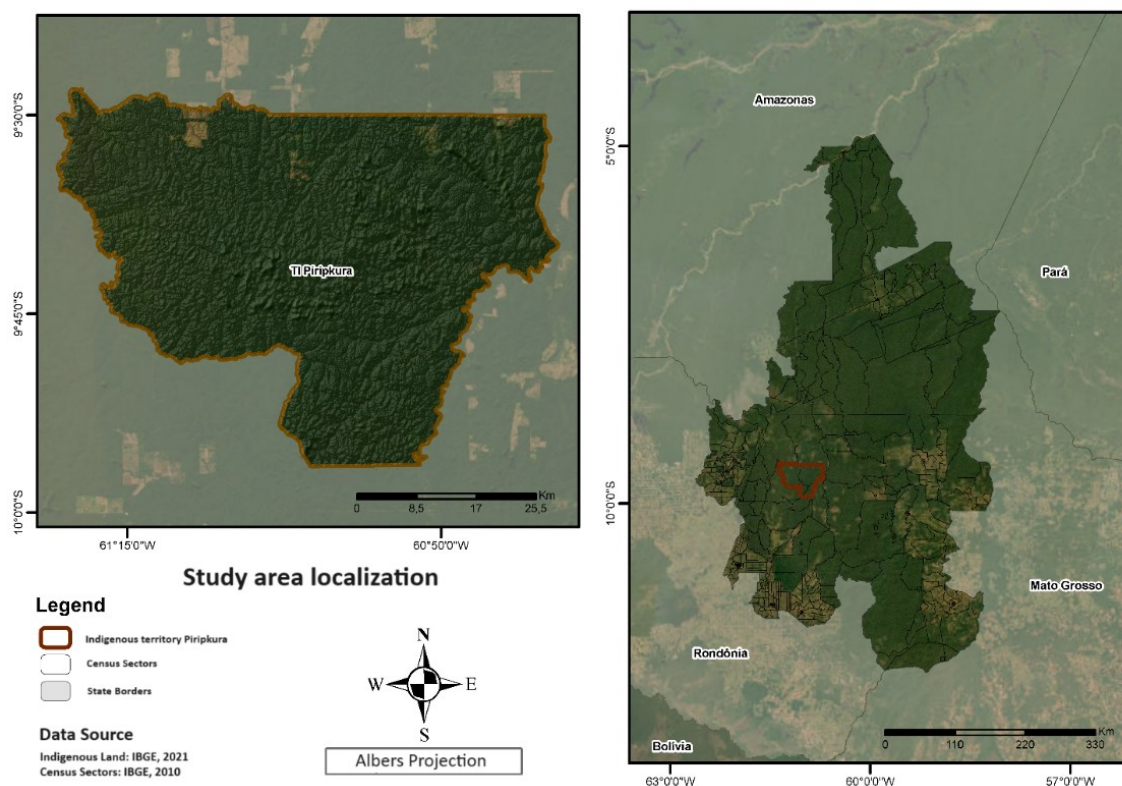 9°30'0"S
9°45'0"S
10°0'0"S
TI Piripkura
Km
0 8,5 17 25,5
61°15'0"W 60°50'0"W
Study area localization
Legend
Indigenous territory Piripkura
Census Sectors
State Borders
Data Source
Indigenous Land: IBGE, 2021
Census Sectors: IBGE, 2010
N
W E
S
Albers Projection
Amazonas
5°0'0"S
Pará
10°0'0"S
Mato Grosso
Rondônia
Bolívia
Km
0 110 220 330
63°0'0"W 60°0'0"W 57°0'0"W